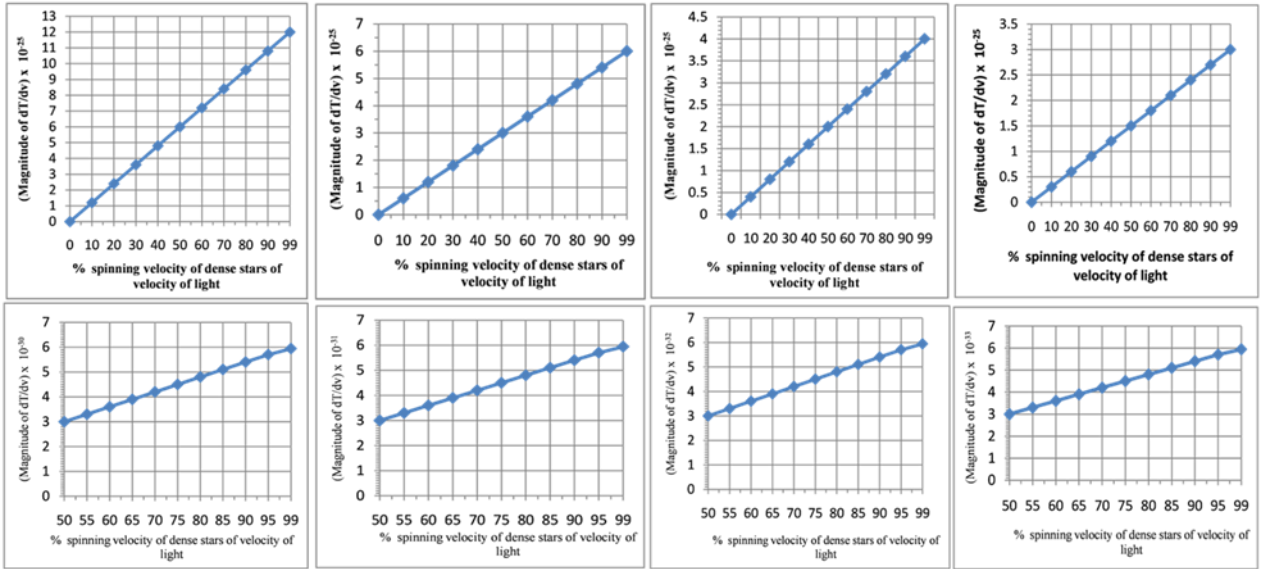 (Magnitude of dT/dv) x 10-25
13
12
11
10
9
8
7
6
5
4
3
2
1
0
0 10 20 30 40 50 60 70 80 90 99
% spinning velocity of dense stars of
velocity of light
(Magnitude of dT/dv) x 10-25
7
6
5
4
3
2
1
0
0 10 20 30 40 50 60 70 80 90 99
% spinning velocity of dense stars of
velocity of light
(Magnitude of dT/dv) x 10-25
4.5
4
3.5
3
2.5
2
1.5
1
0.5
0
0 10 20 30 40 50 60 70 80 90 99
% spinning velocity of dense stars of
velocity of light
(Magnitude of dT/dv) x 10-25
3.5
3
2.5
2
1.5
1
0.5
0
0 10 20 30 40 50 60 70 80 90 99
% spinning velocity of dense stars of
velocity of light
(Magnitude of dT/dv) x 10-30
7
6
5
4
3
2
1
0
50 55 60 65 70 75 80 85 90 95 99
% spinning velocity of dense stars of velocity of
light
(Magnitude of dT/dv) x 10-31
7
6
5
4
3
2
1
0
50 55 60 65 70 75 80 85 90 95 99
% spinning velocity of dense stars of velocity of
light
(Magnitude of dT/dv) x 10-32
7
6
5
4
3
2
1
0
50 55 60 65 70 75 80 85 90 95 99
% spinning velocity of dense stars of velocity of
light
(Magnitude of dT/dv) x 10-33
7
6
5
4
3
2
1
0
50 55 60 65 70 75 80 85 90 95 99
% spinning velocity of dense stars of velocity of
light